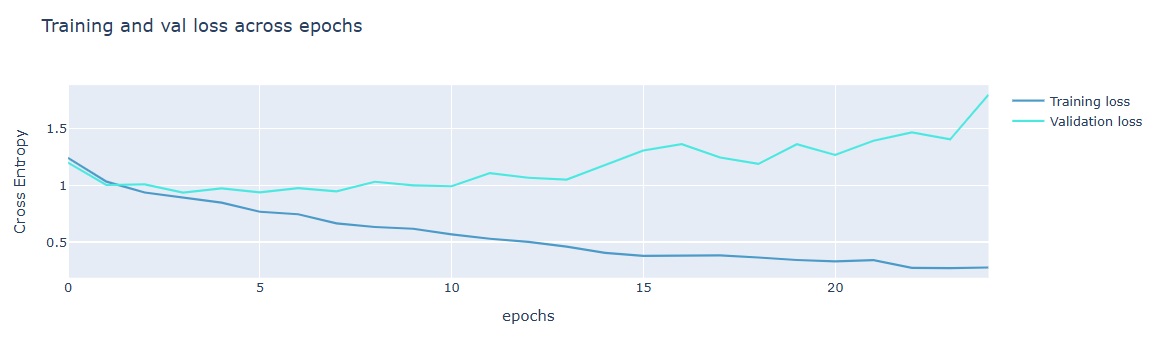 Training and val loss across epochs
Cross Entropy
1.5
1
0.5
0
5
10
15
20
epochs
Training loss
Validation loss